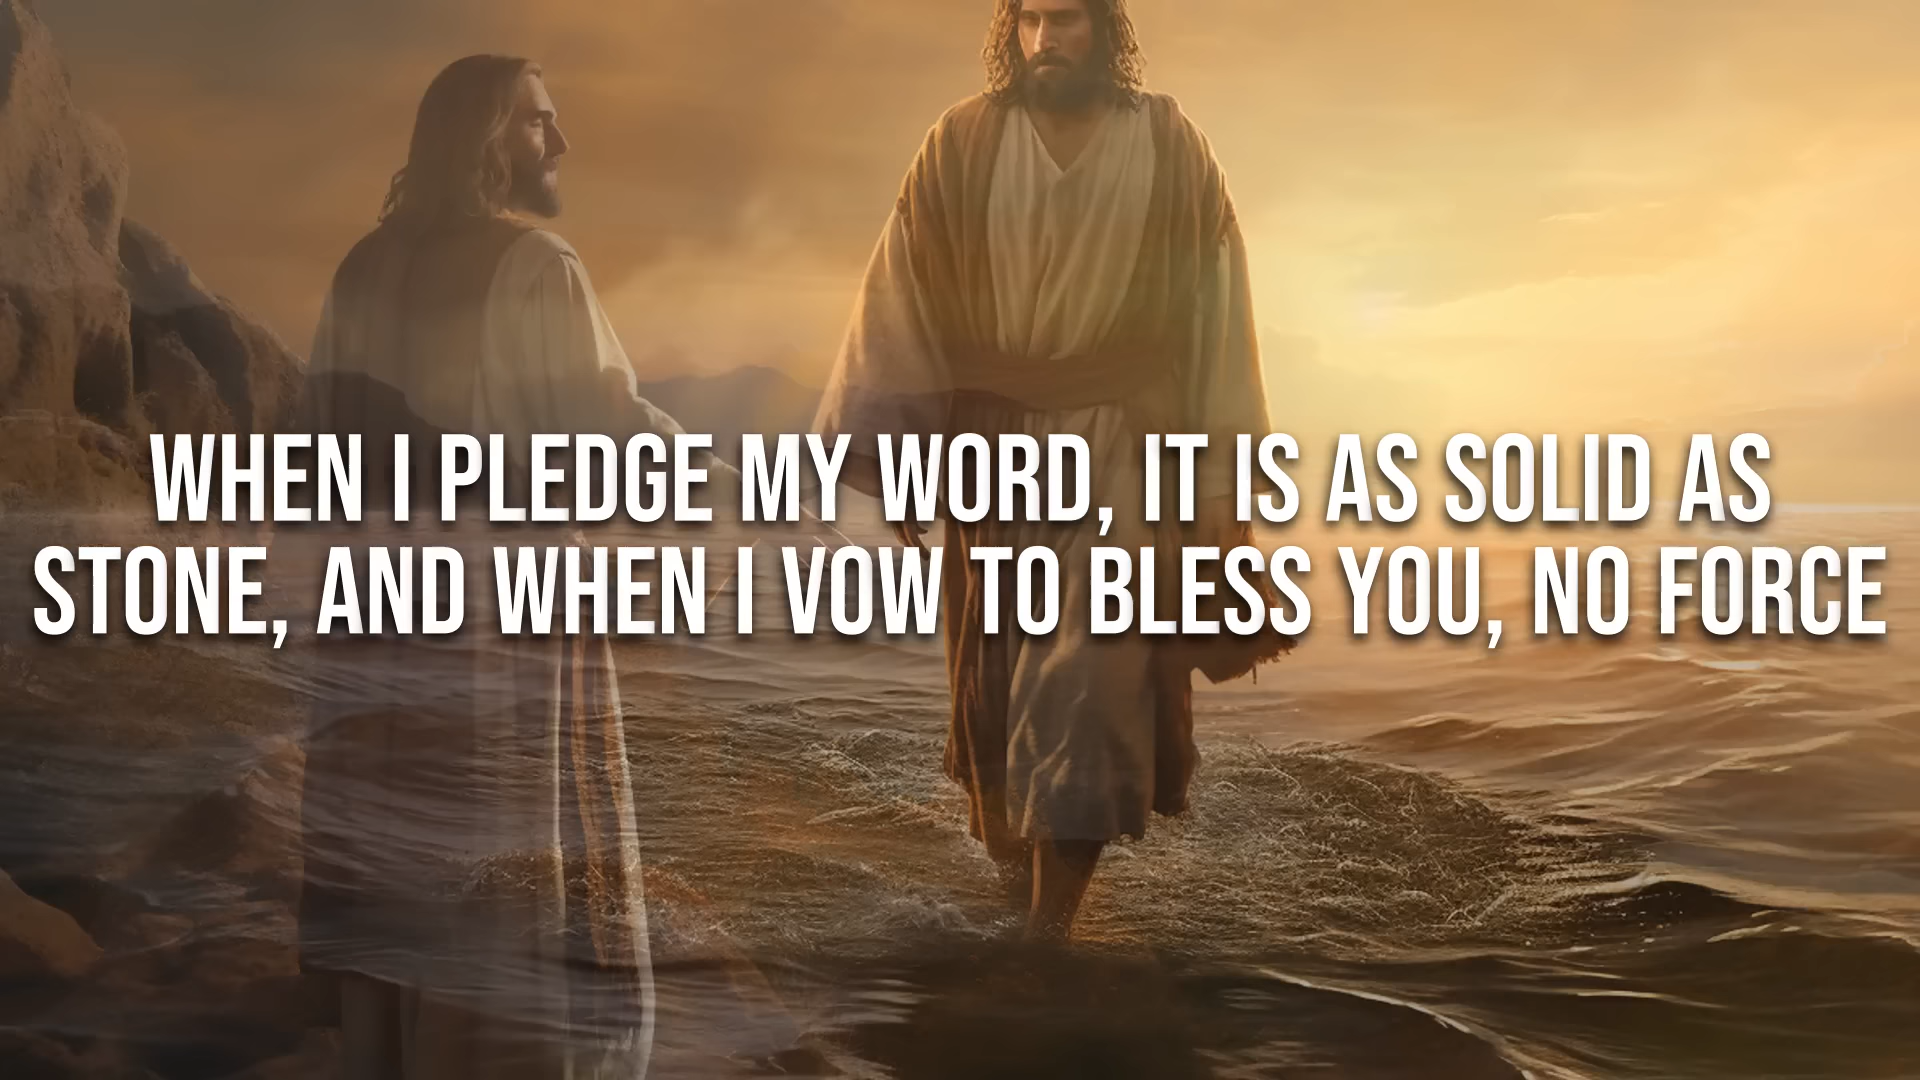 WHEN I PLEDGE MY WORD, IT IS AS SOLID AS
STONE, AND WHEN I VOW TO BLESS YOU, NO FORCE